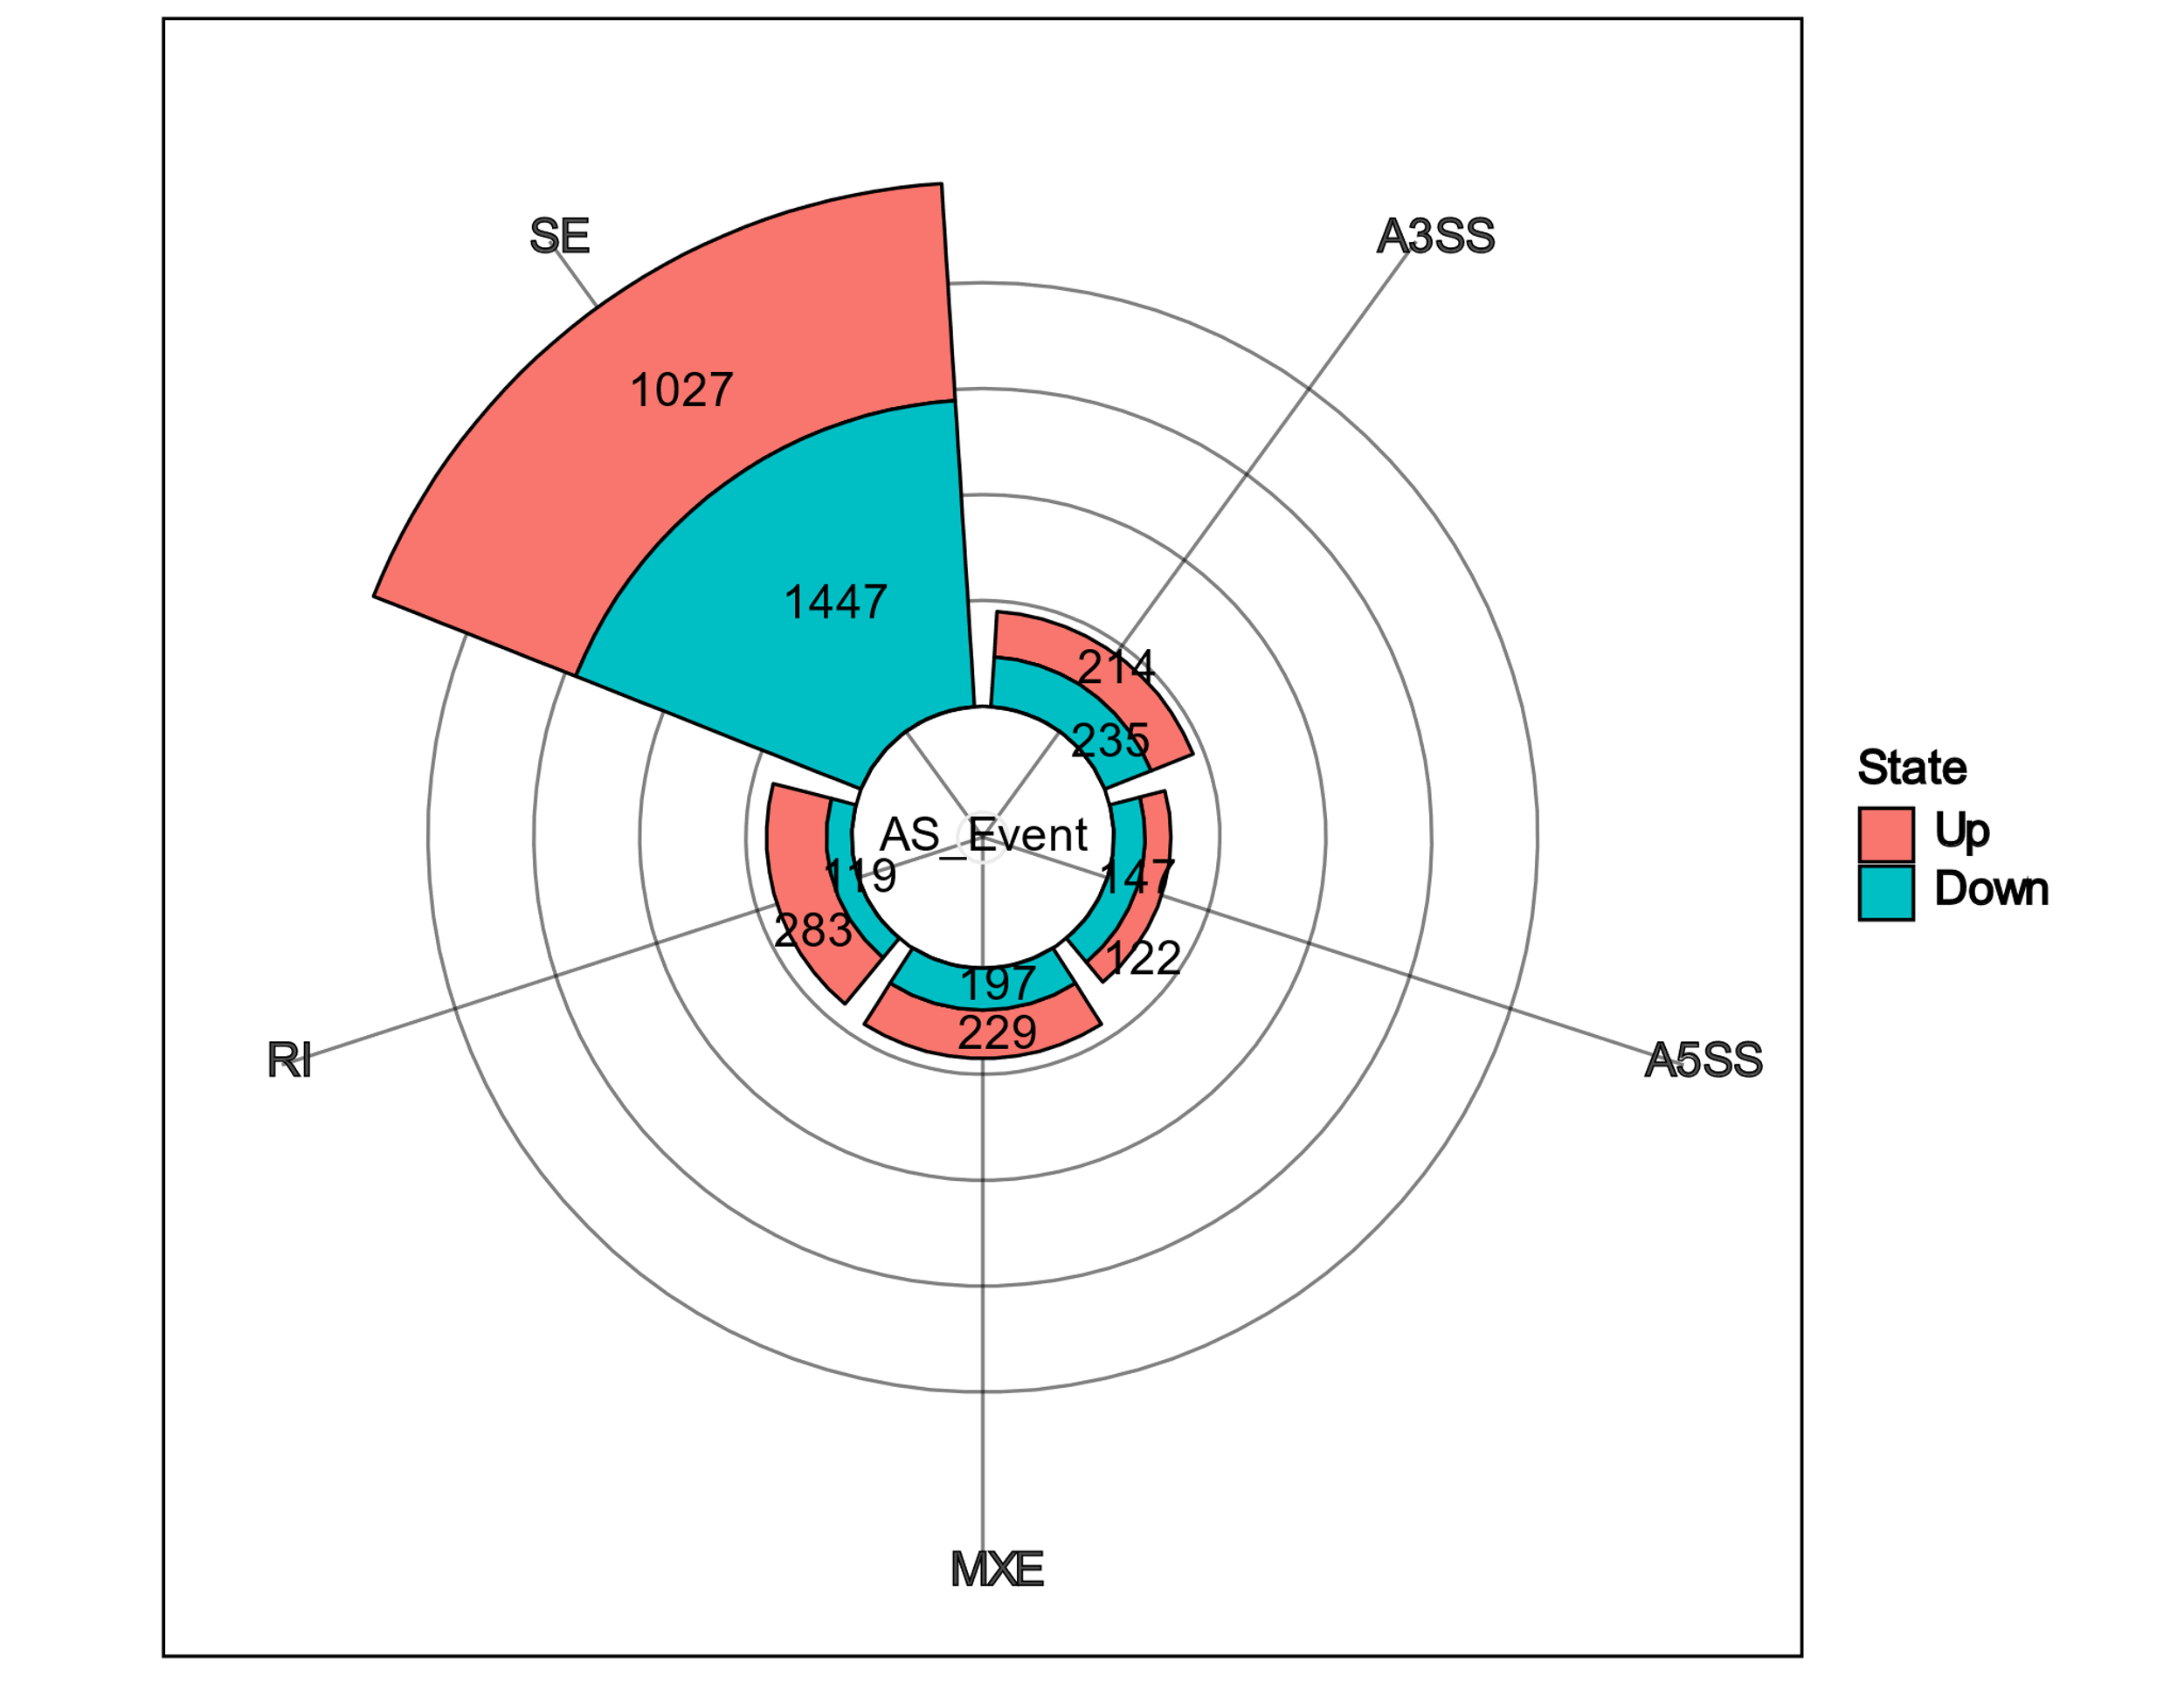 SE
A3SS
1027
1447
214
235
AS_Event
119
147
283
122
197
229
RI
A5SS
MXE
State
Up
Down